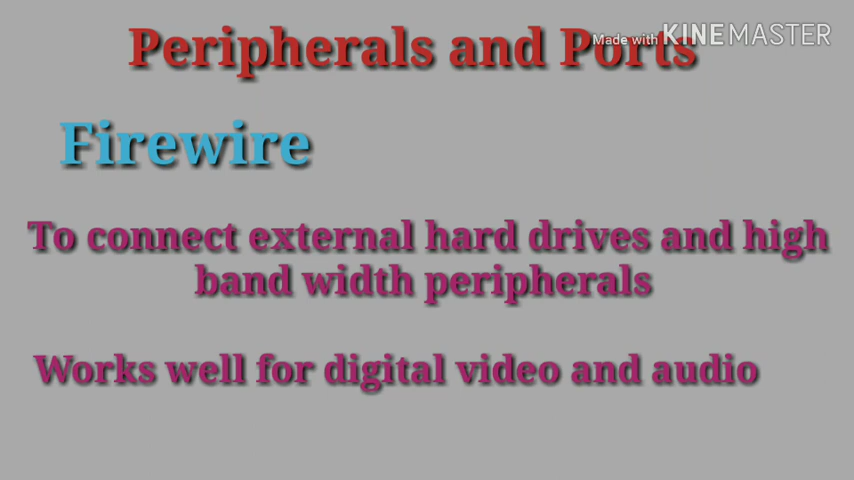 Peripherals and Ports
Made with KINEMASTER
Firewire
To connect external hard drives and high
band width peripherals
Works well for digital video and audio